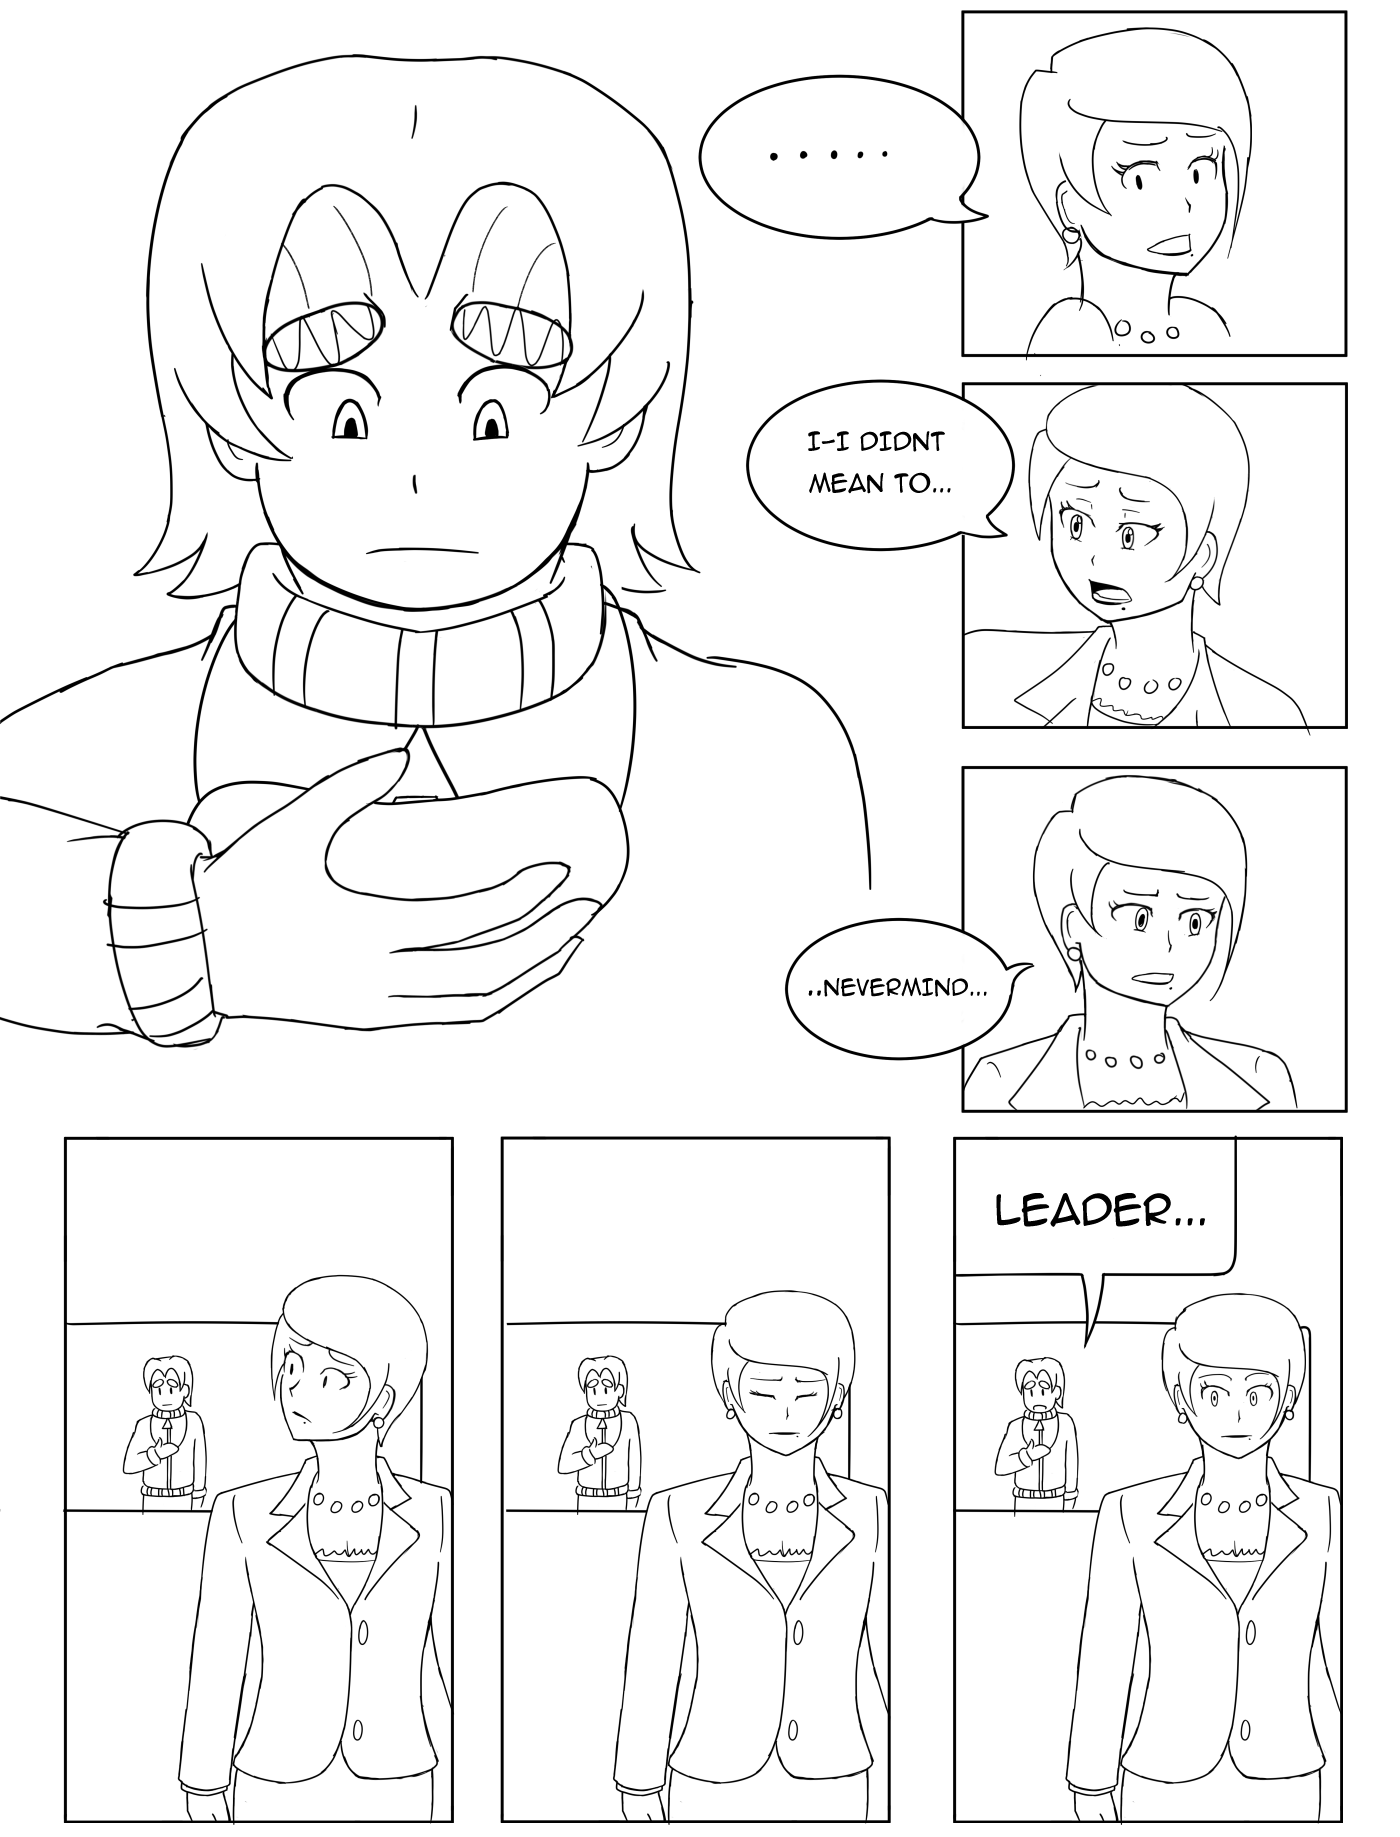 .....
I-I DIDNT
MEAN TO...
..NEVERMIND...
LEADER...